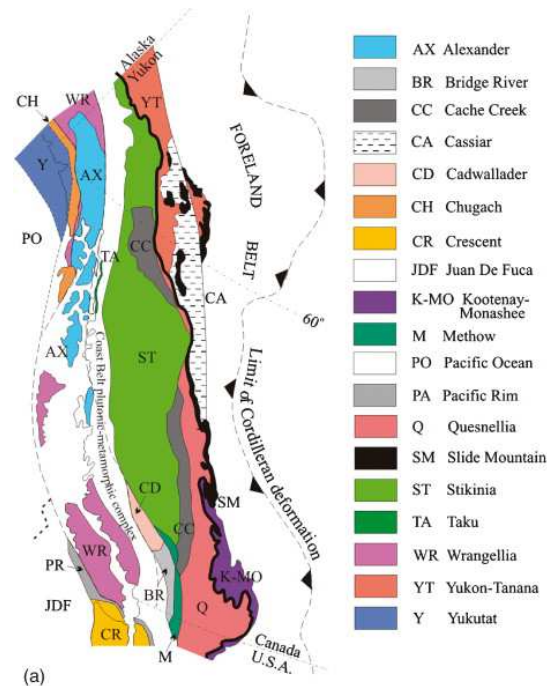 Alaska
Yukon
CH
WR
YT
Y
AX
PO
TA
CC
FORELAND
BELT
CA
60°
AX
ST
Coast Belt plutonic-metamorphic complex
Limit of Cordilleran deformation
CD
SM
CC
WR
PR
BR
K-MO
JDF
Q
CR
M
Canada
U.S.A.
(a)
AX Alexander
BR Bridge River
CC Cache Creek
CA Cassiar
CD Cadwallader
CH Chugach
CR Crescent
JDF Juan De Fuca
K-MO Kootenay-
Monashee
M Methow
PO Pacific Ocean
PA Pacific Rim
Q Quesnellia
SM Slide Mountain
ST Stikinia
TA Taku
WR Wrangellia
YT Yukon-Tanana
Y Yukutat